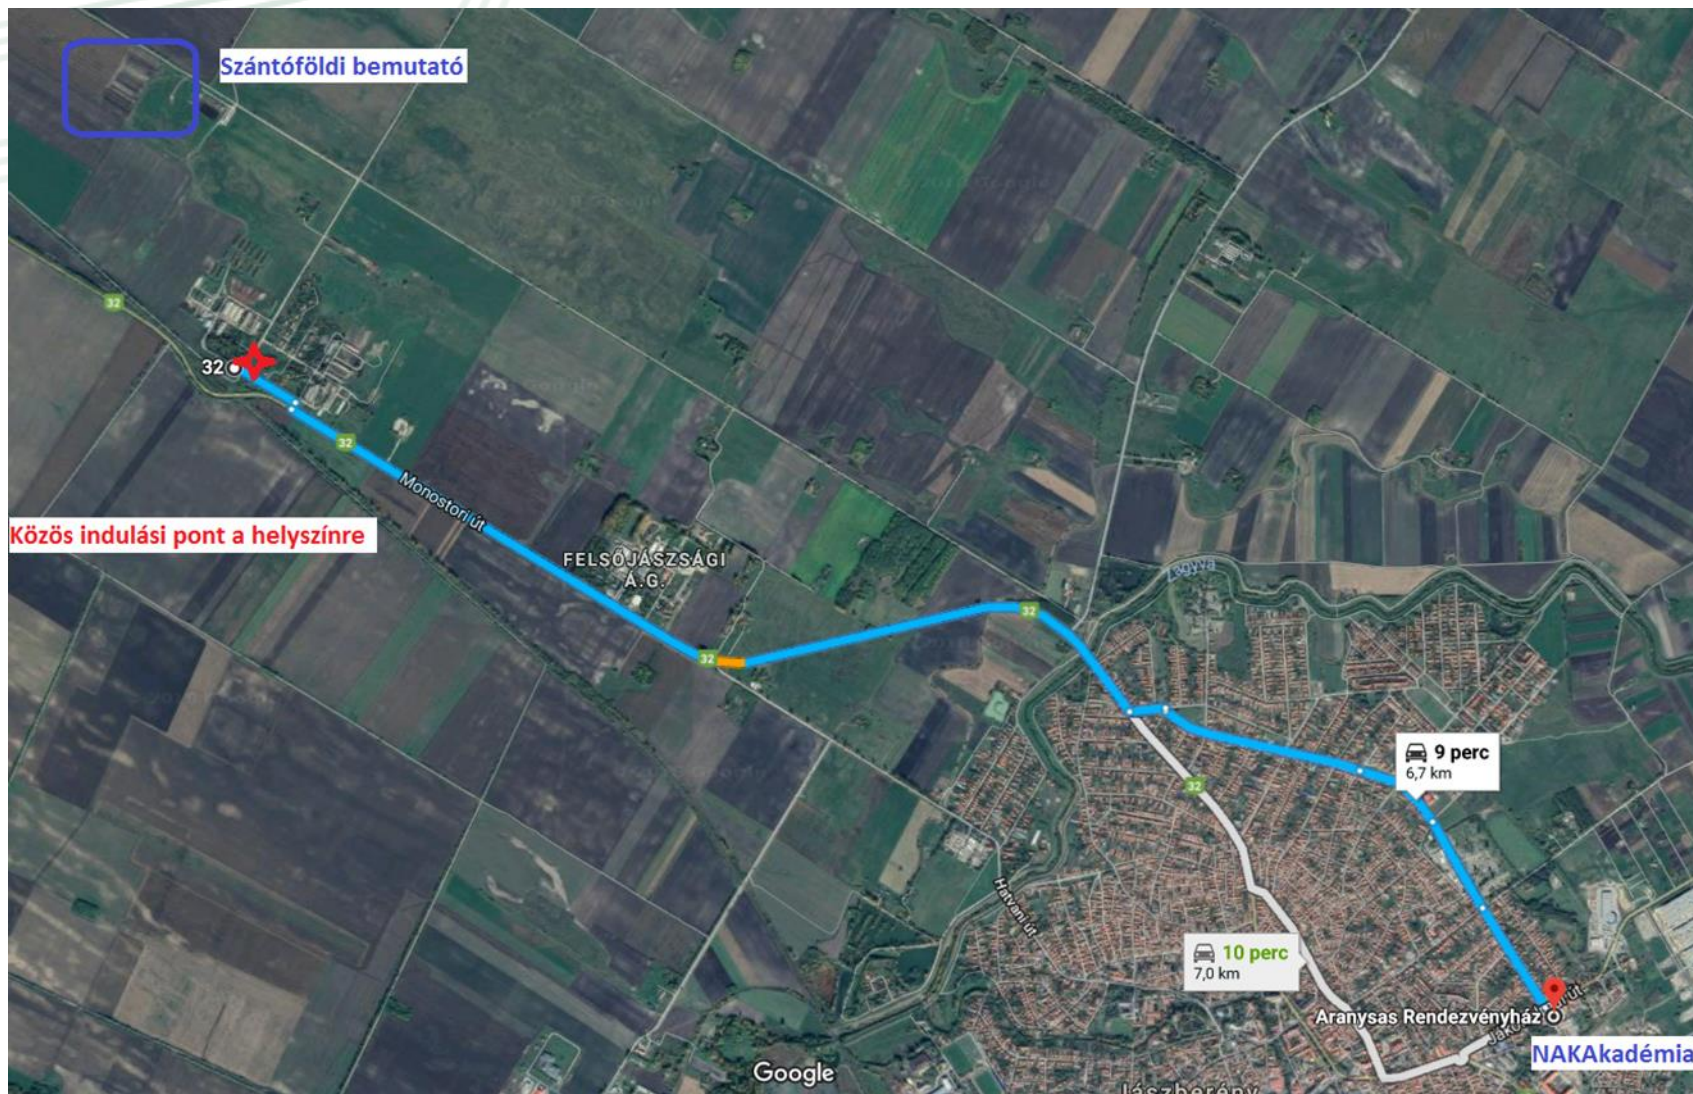 Szántóföldi bemutató
32
32
32
Monostori út
Közös indulási pont a helyszínre
FELSŐJÁSZSÁGI
Á.G.
Zagyva
32
32
9 perc
6,7 km
32
Hatvani út
10 perc
7,0 km
Aranysas Rendezvényház
NAKAkadémia
Google
Jászberény